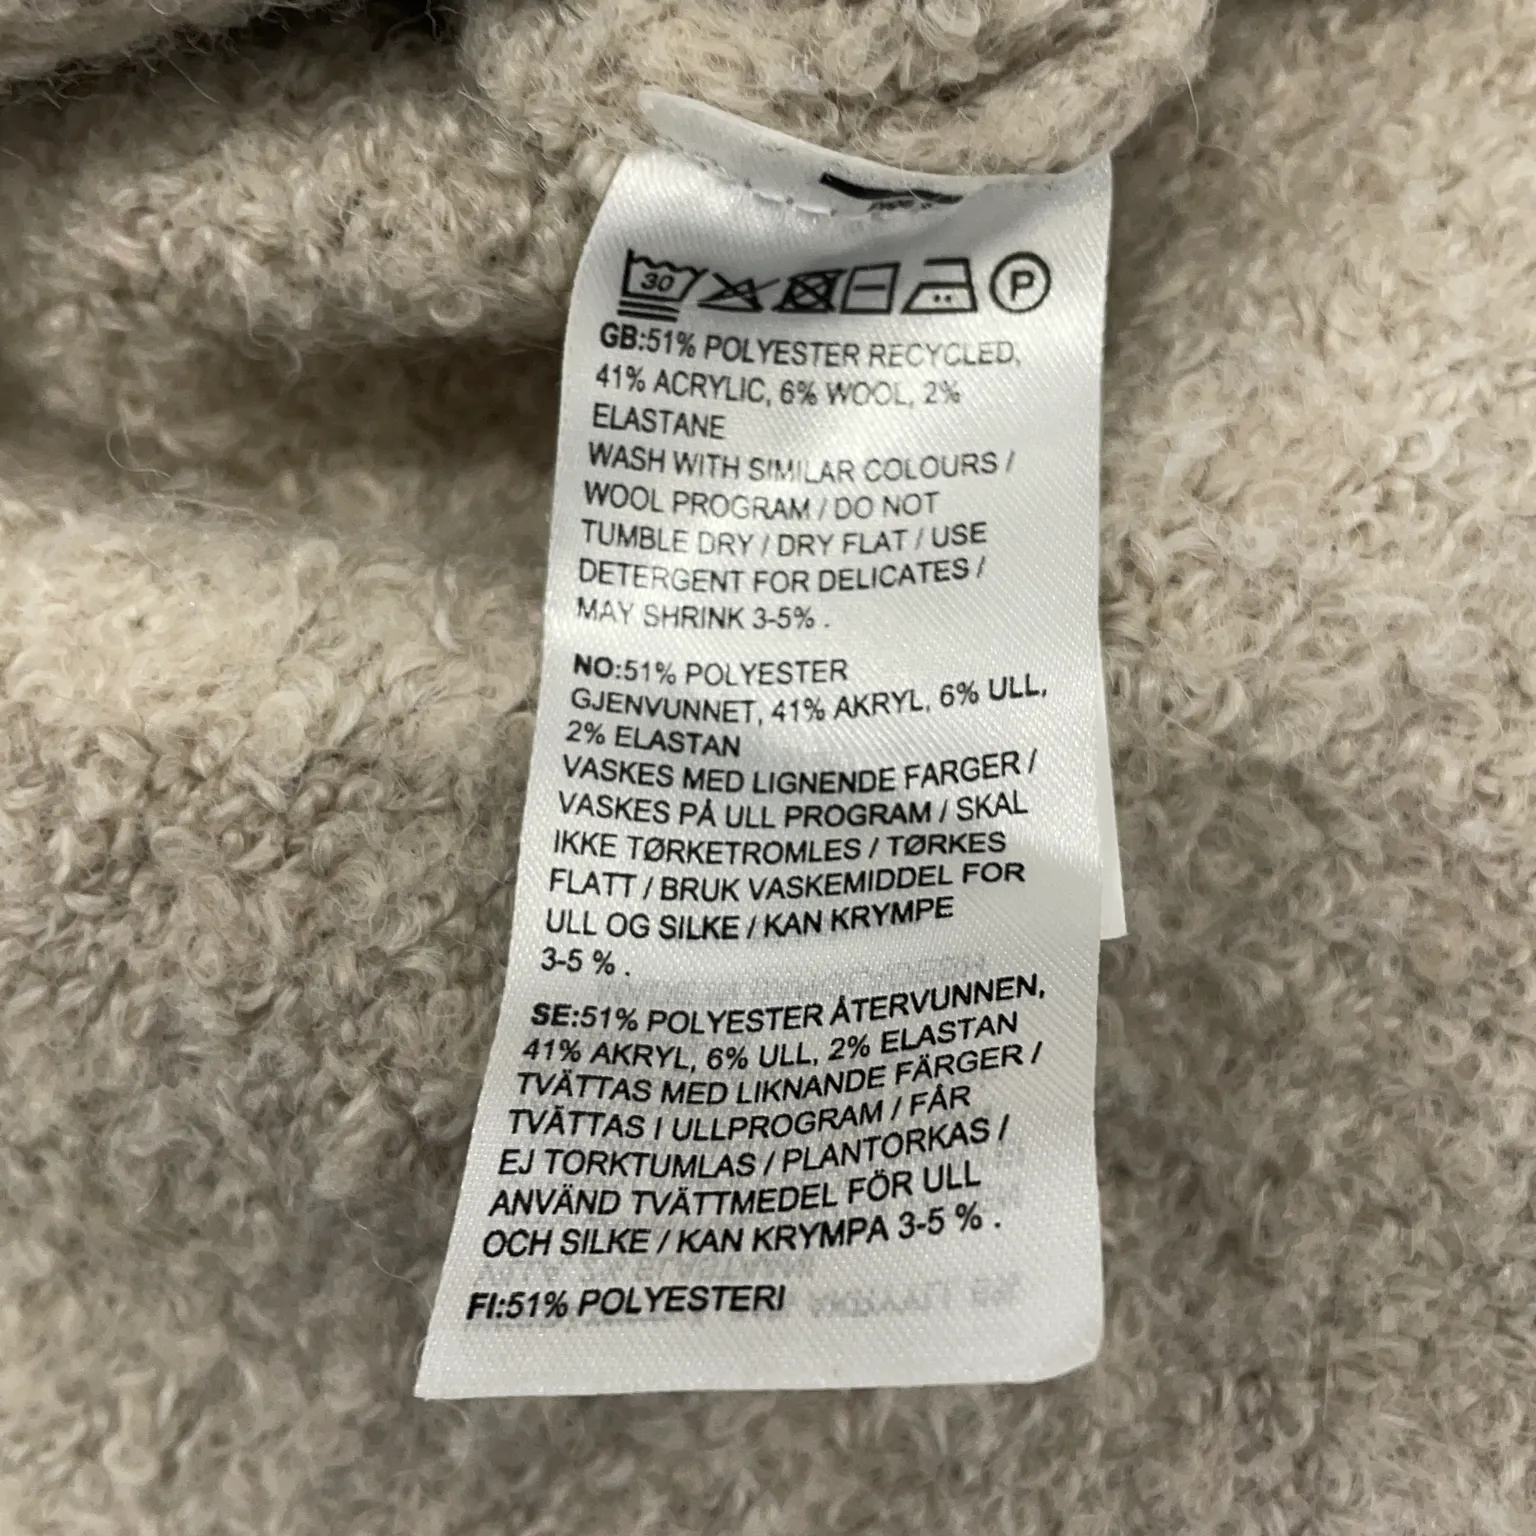 30 P
GB:51% POLYESTER RECYCLED,
41% ACRYLIC, 6% WOOL, 2%
ELASTANE
WASH WITH SIMILAR COLOURS /
WOOL PROGRAM / DO NOT
TUMBLE DRY / DRY FLAT / USE
DETERGENT FOR DELICATES /
MAY SHRINK 3-5% .
NO:51% POLYESTER
GJENVUNNET, 41% AKRYL, 6% ULL,
2% ELASTAN
VASKES MED LIGNENDE FARGER /
VASKES PÅ ULL PROGRAM / SKAL
IKKE TØRKETROMLES / TØRKES
FLATT / BRUK VASKEMIDDEL FOR
ULL OG SILKE / KAN KRYMPE
3-5 % .
SE:51% POLYESTER ÅTERVUNNEN,
41% AKRYL, 6% ULL, 2% ELASTAN
TVÄTTAS MED LIKNANDE FÄRGER /
TVÄTTAS I ULLPROGRAM / FÅR
EJ TORKTUMLAS / PLANTORKAS /
ANVÄND TVÄTTMEDEL FÖR ULL
OCH SILKE / KAN KRYMPA 3-5 % .
FI:51% POLYESTERI